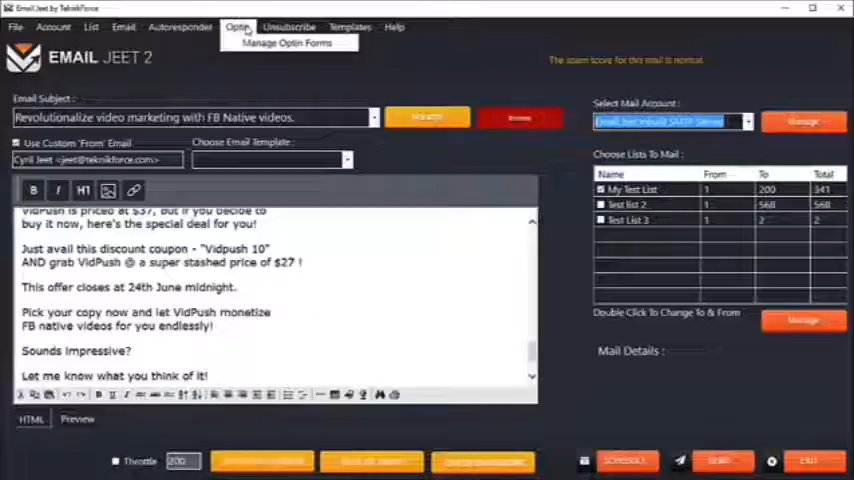 Email Jeet by TeknikForce
File Account List Email Autoresponder Optin Unsubscribe Templates Help
Manage Optin Forms
EMAIL JEET 2
The spam score for this mail is normal.
Email Subject :
Revolutionalize video marketing with FB Native videos.
Select Mail Account :
Manage
Use Custom 'From' Email
Choose Email Template :
Cyril Jeet <jeet@teknikforce.com>
Choose Lists To Mail :
B I H1
Name From To Total
My Test List 1 200 341
Test list 2 1 568 568
Test List 3 1 2 2
VidPush is priced at $37, but if you decide to
buy it now, here's the special deal for you!
Just avail this discount coupon - "Vidpush 10"
AND grab VidPush @ a super stashed price of $27 !
This offer closes at 24th June midnight.
Pick your copy now and let VidPush monetize
FB native videos for you endlessly!
Sounds impressive?
Let me know what you think of it!
Double Click To Change To & From
Manage
Mail Details :
HTML Preview
Throttle 200
SCHEDULE
SEND
EXIT